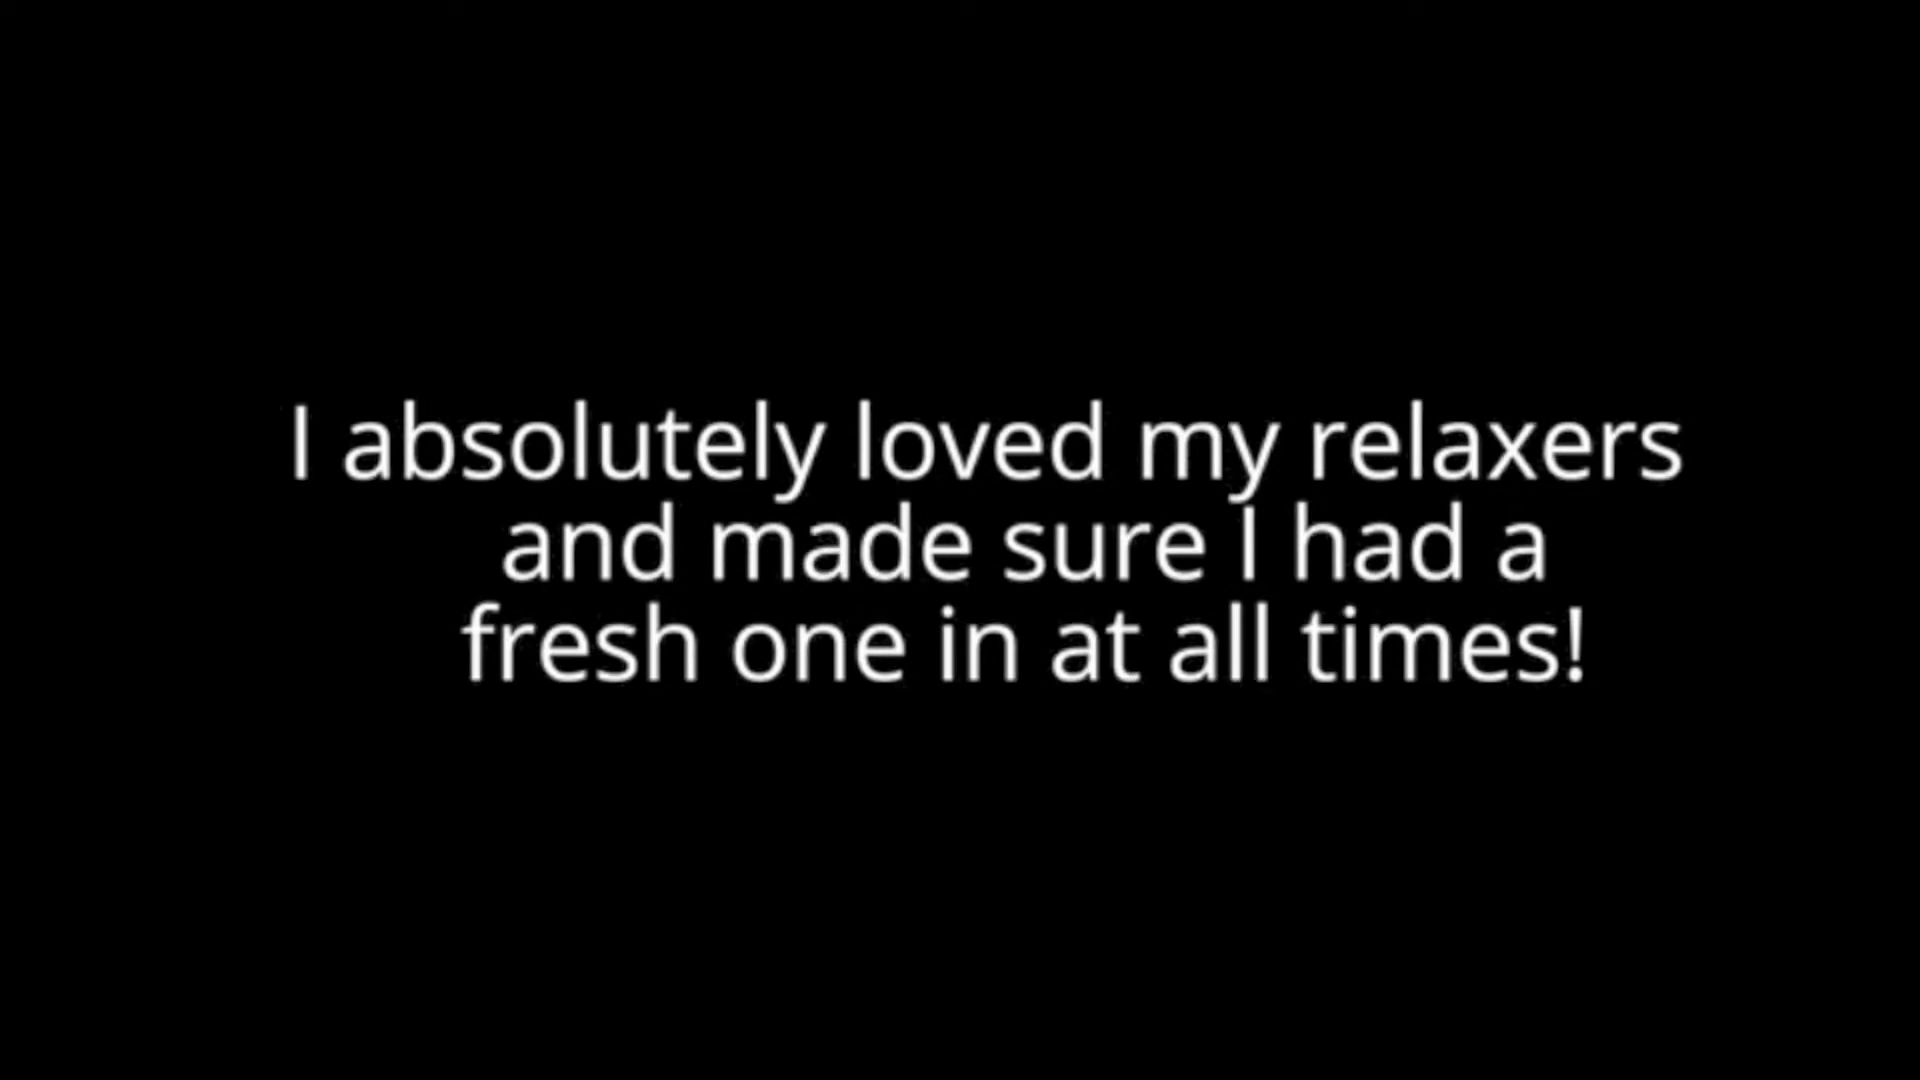 I absolutely loved my relaxers
and made sure I had a
fresh one in at all times!